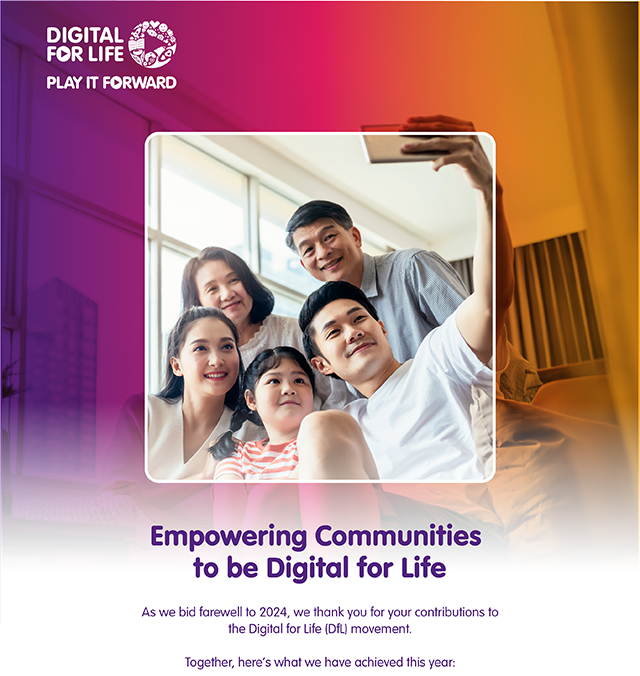 DIGITAL
FOR LIFE
PLAY IT FORWARD
Empowering Communities
to be Digital for Life
As we bid farewell to 2024, we thank you for your contributions to
the Digital for Life (DfL) movement.
Together, here's what we have achieved this year: